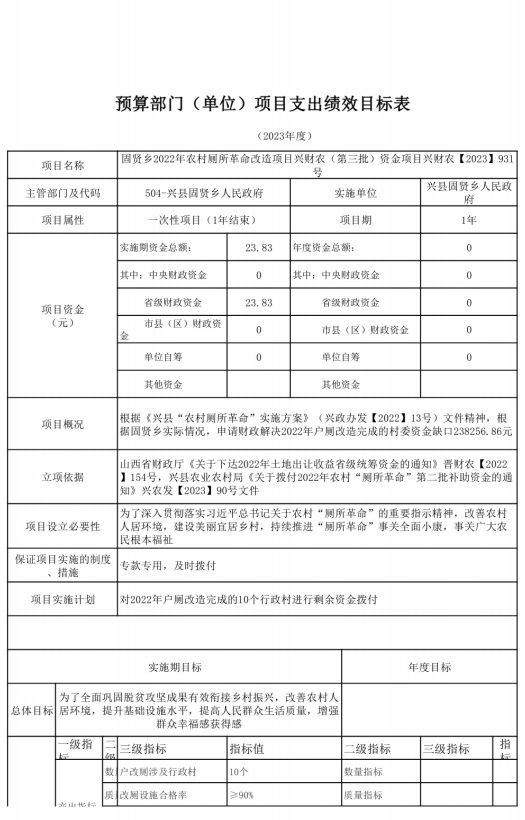 预算部门（单位）项目支出绩效目标表
（2023年度）
项目名称
固贤乡2022年农村厕所革命改造项目兴财农（第三批）资金项目兴财农【2023】931
号
主管部门及代码
504-兴县固贤乡人民政府
实施单位
兴县固贤乡人民政
府
项目属性
一次性项目（1年结束）
项目期
1年
项目资金
（元）
实施期资金总额：
23.83
年度资金总额：
0
其中：中央财政资金
0
其中：中央财政资金
0
省级财政资金
23.83
省级财政资金
0
市县（区）财政资
金
0
市县（区）财政资金
0
单位自筹
0
单位自筹
0
其他资金
其他资金
项目概况
根据《兴县“农村厕所革命”实施方案》（兴政办发【2022】13号）文件精神，根
据固贤乡实际情况，申请财政解决2022年户厕改造完成的村委资金缺口238256.86元
立项依据
山西省财政厅《关于下达2022年土地出让收益省级统筹资金的通知》晋财农【2022
】154号，兴县农业农村局《关于拨付2022年农村“厕所革命”第二批补助资金的通
知》兴农发【2023】90号文件
项目设立必要性
为了深入贯彻落实习近平总书记关于农村“厕所革命”的重要指示精神，改善农村
人居环境，建设美丽宜居乡村，持续推进“厕所革命”事关全面小康，事关广大农
民根本福祉
保证项目实施的制度
、措施
专款专用，及时拨付
项目实施计划
对2022年户厕改造完成的10个行政村进行剩余资金拨付
实施期目标
年度目标
总体目标
为了全面巩固脱贫攻坚成果有效衔接乡村振兴，改善农村人
居环境，提升基础设施水平，提高人民群众生活质量，增强
群众幸福感获得感
一级指
标
二
级
三级指标
指标值
二级指标
三级指标
指
标
数
户改厕涉及行政村
10个
数量指标
质
改厕设施合格率
≥90%
质量指标
产出指标